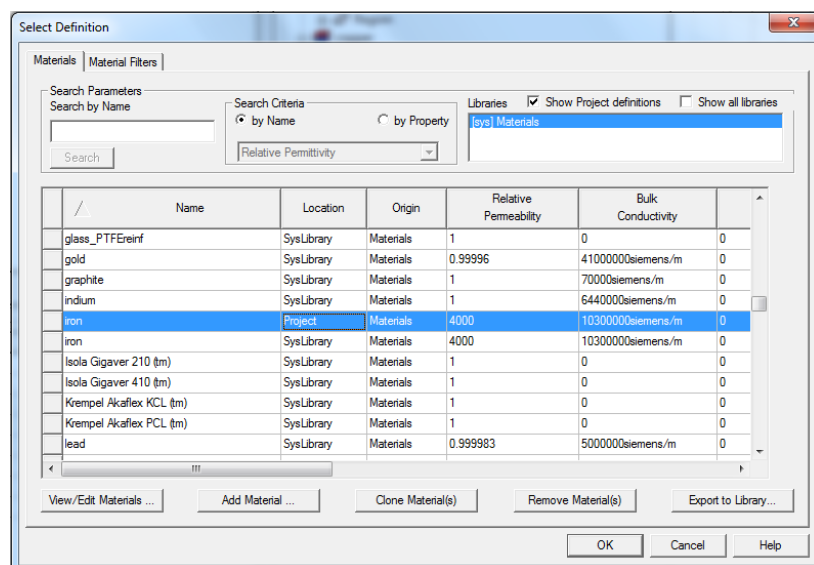 Select Definition
Materials Material Filters
Search Parameters
Search by Name
Search
Search Criteria
by Name by Property
Relative Permittivity
Libraries Show Project definitions Show all libraries
[sys] Materials
Name Location Origin Relative Permeability Bulk Conductivity
glass_PTFEreinf SysLibrary Materials 1 0 0
gold SysLibrary Materials 0.99996 41000000siemens/m 0
graphite SysLibrary Materials 1 70000siemens/m 0
indium SysLibrary Materials 1 6440000siemens/m 0
iron Project Materials 4000 10300000siemens/m 0
iron SysLibrary Materials 4000 10300000siemens/m 0
Isola Gigaver 210 (tm) SysLibrary Materials 1 0 0
Isola Gigaver 410 (tm) SysLibrary Materials 1 0 0
Krempel Akaflex KCL (tm) SysLibrary Materials 1 0 0
Krempel Akaflex PCL (tm) SysLibrary Materials 1 0 0
lead SysLibrary Materials 0.999983 5000000siemens/m 0
View/Edit Materials ... Add Material ... Clone Material(s) Remove Material(s) Export to Library...
OK Cancel Help